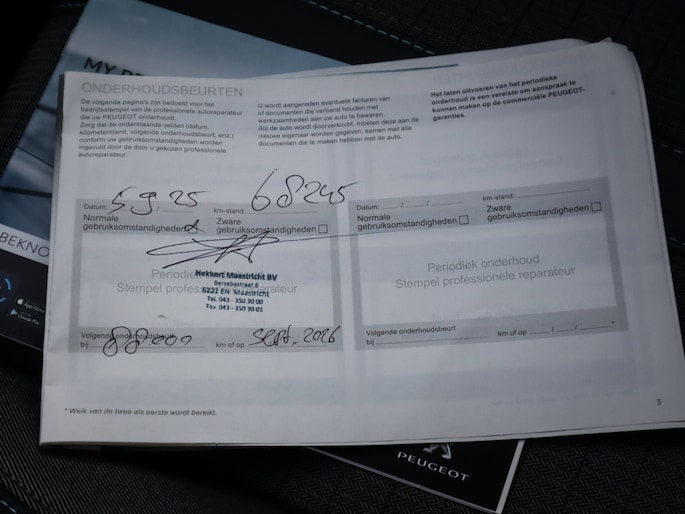 MY P
ONDERHOUDSBEURTEN
De volgende pagina's zijn bedoeld voor het
bedrijfsstempel van de professionele autoreparateur
die uw PEUGEOT onderhoudt.
Zorg dat de onderstaande velden (datum,
kilometerstand, volgende onderhoudsbeurt, enz.)
conform uw gebruiksomstandigheden worden
ingevuld door de door u gekozen professionele
autoreparateur.
U wordt aangeraden eventuele facturen van
of documenten die verband houden met
werkzaamheden aan uw auto te bewaren.
Als de auto wordt doorverkocht, moeten deze aan de
nieuwe eigenaar worden gegeven, samen met alle
documenten die te maken hebben met de auto.
Het laten uitvoeren van het periodieke
onderhoud is een vereiste om aanspraak te
kunnen maken op de commerciële PEUGEOT-
garanties.
Datum: 5.9.25 km-stand: 68245
Normale
gebruiksomstandigheden
Zware
gebruiksomstandigheden
Periodiek onderhoud
Stempel professionele reparateur
Hekkert Maastricht BV
Bersebastraat 6
6222 EN Maastricht
Tel. 043 - 350 30 00
Fax 043 - 350 30 01
Volgende onderhoudsbeurt
bij 88000 km of op sept. 2026
Datum: / / km-stand:
Normale
gebruiksomstandigheden
Zware
gebruiksomstandigheden
Periodiek onderhoud
Stempel professionele reparateur
Volgende onderhoudsbeurt
bij km of op / / *
* Welk van de twee als eerste wordt bereikt.
5
BEKNO
App Store
Google Play
PEUGEOT